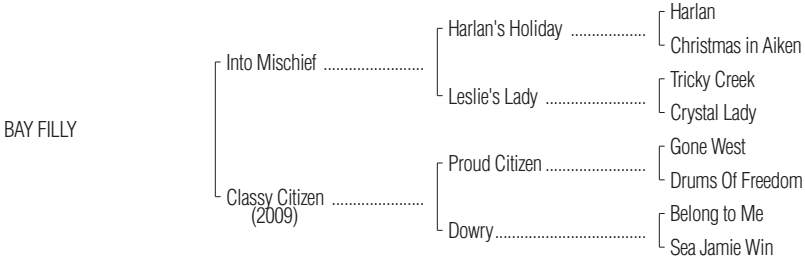 Harlan
Harlan's Holiday ..................
Christmas in Aiken
Into Mischief ........................
Tricky Creek
Leslie's Lady ........................
Crystal Lady
BAY FILLY
Gone West
Proud Citizen ........................
Drums Of Freedom
Classy Citizen ......................
(2009)
Belong to Me
Dowry....................................
Sea Jamie Win